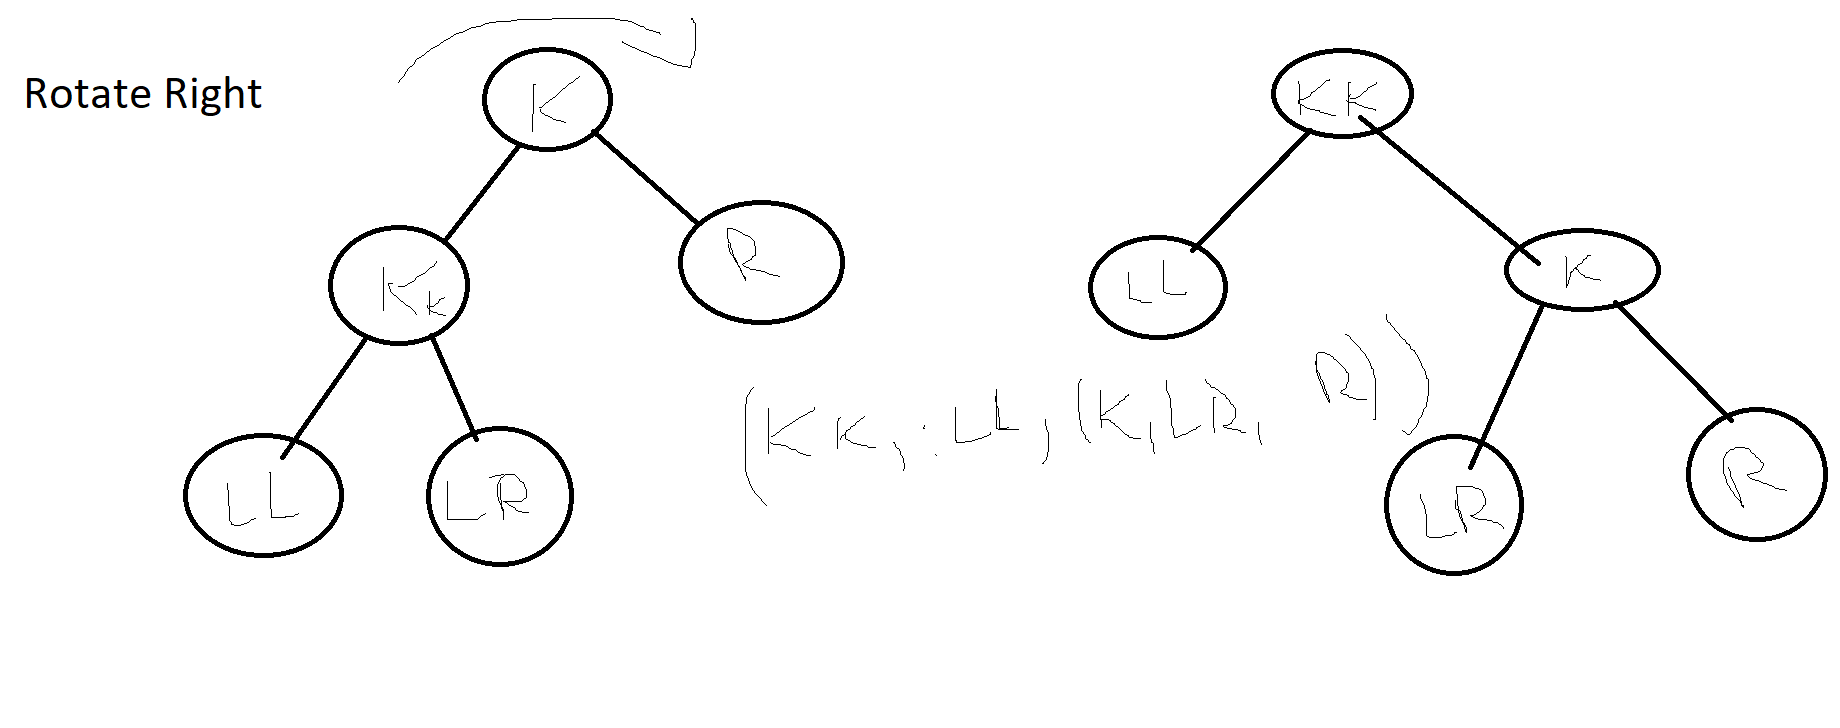 Rotate Right
K
KK
Kk
R
LL
K
(KK, LL, (K, LR, R))
LL
LR
LR
R